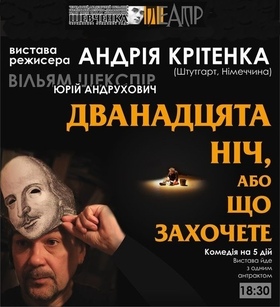 ШЕВЧЕНКА
ТЕАТР
вистава
режисера
АНДРІЯ КРІТЕНКА
(Штутгарт, Німеччина)
ВІЛЬЯМ ШЕКСПІР
ЮРІЙ АНДРУХОВИЧ
ДВАНАДЦЯТА
НІЧ,
АБО
ЩО
ЗАХОЧЕТЕ
Комедія на 5 дій
Вистава йде
з одним
антрактом
18:30